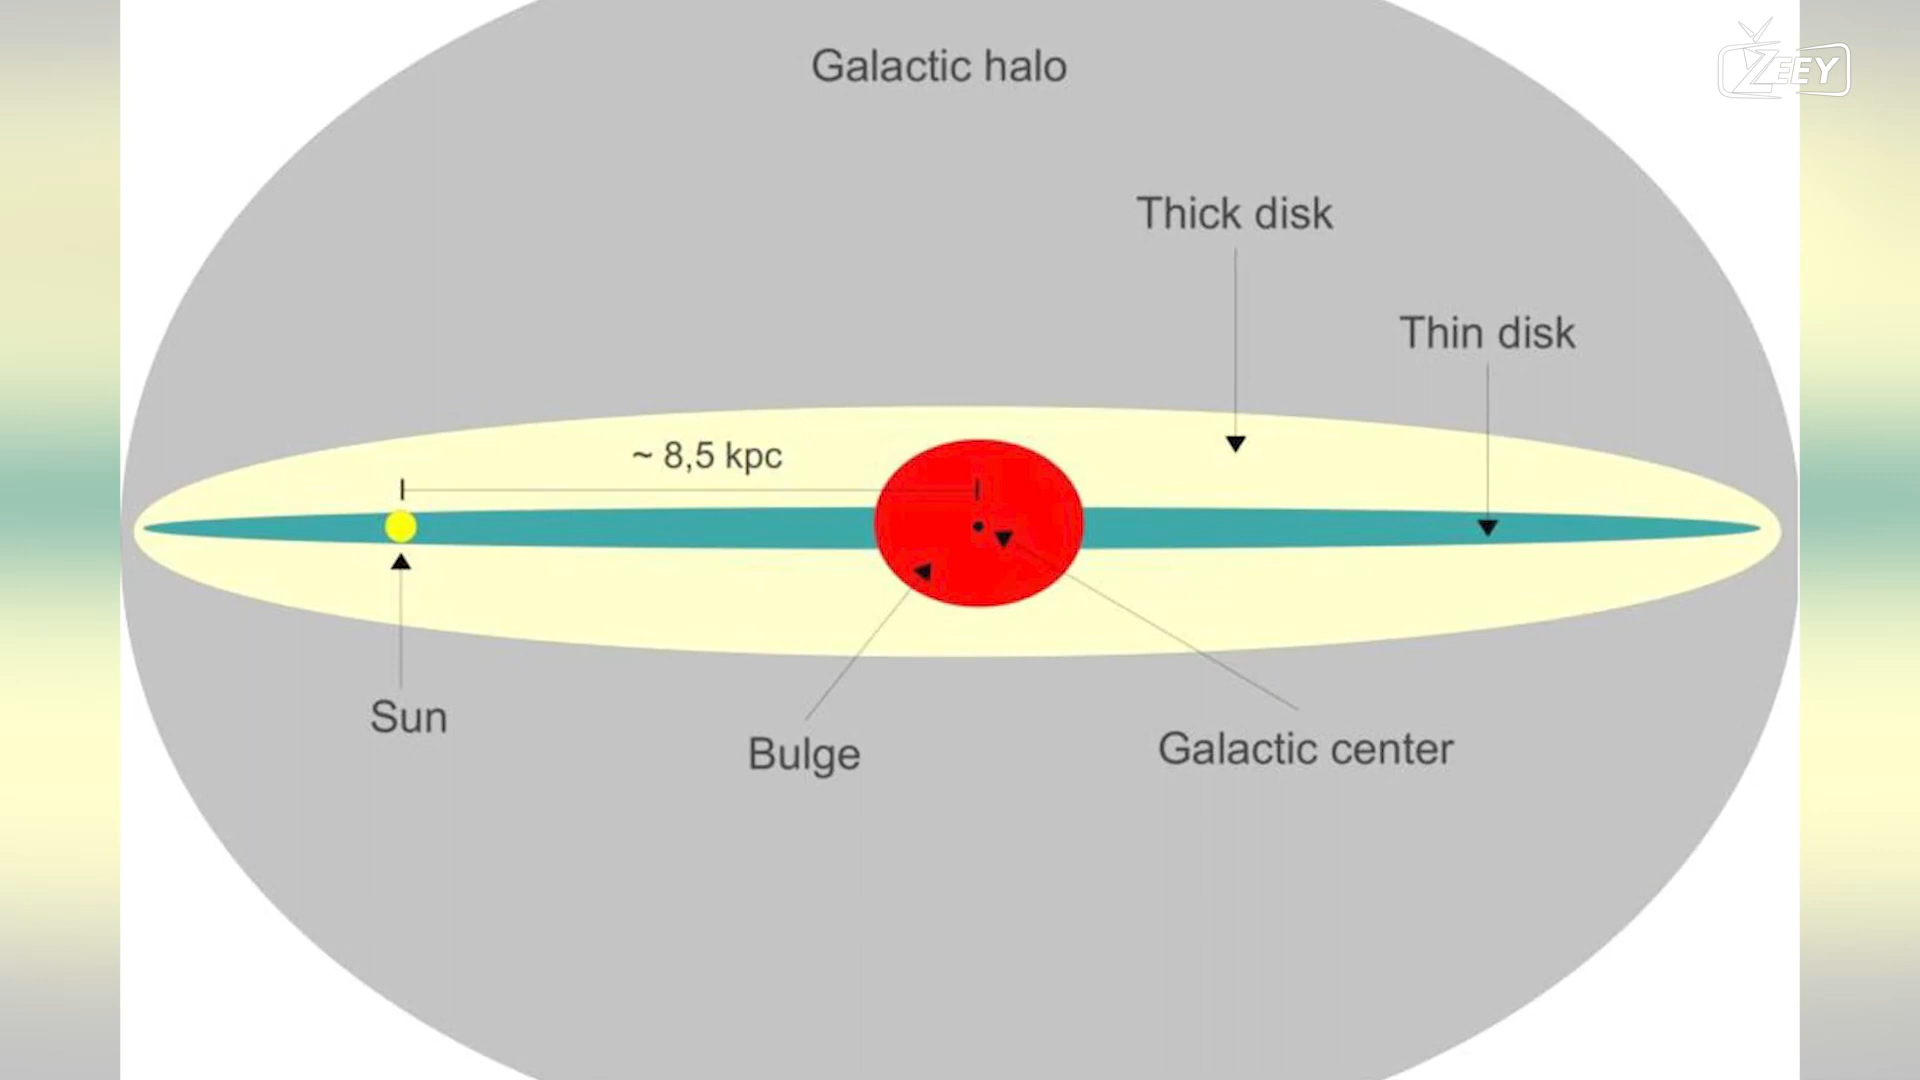 Galactic halo
ZEEY
Thick disk
Thin disk
~ 8,5 kpc
Sun
Bulge
Galactic center